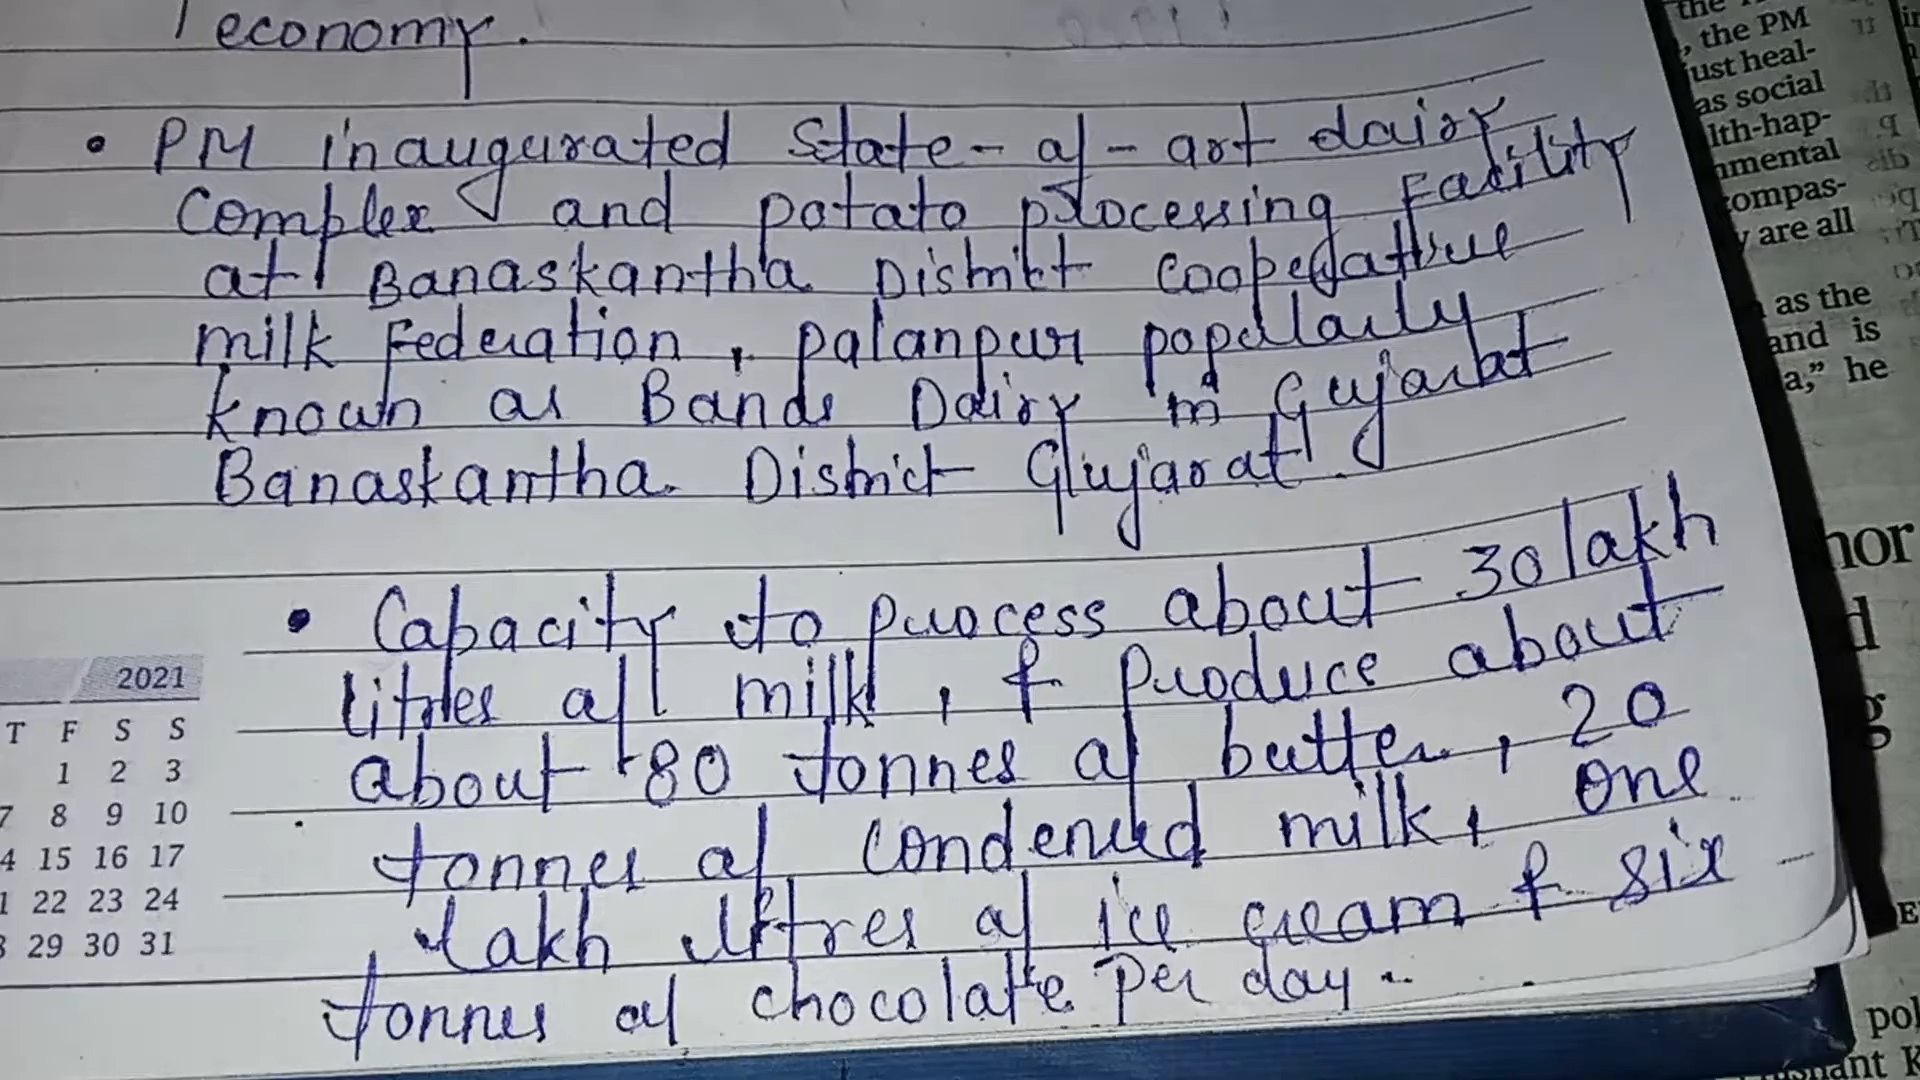 economy.
• PM inaugurated State-of-art dairy
Complex and potato processing Facility
at Banaskantha District Cooperative
milk Federation, palanpur popularly
known as Banas Dairy in Gujarat
Banaskantha District Gujarat.
• Capacity to process about 30 lakh
litres of milk, & Produce about
about 80 tonnes of butter, 20
tonnes of condensed milk, one
lakh litres of ice cream & six
tonnes of chocolate per day.
2021
T F S S
1 2 3
7 8 9 10
4 15 16 17
1 22 23 24
29 30 31
the
, the PM
just heal-
as social
lth-hap-
nmental
compas-
y are all
as the
and is
a," he
nor
d
g
pol